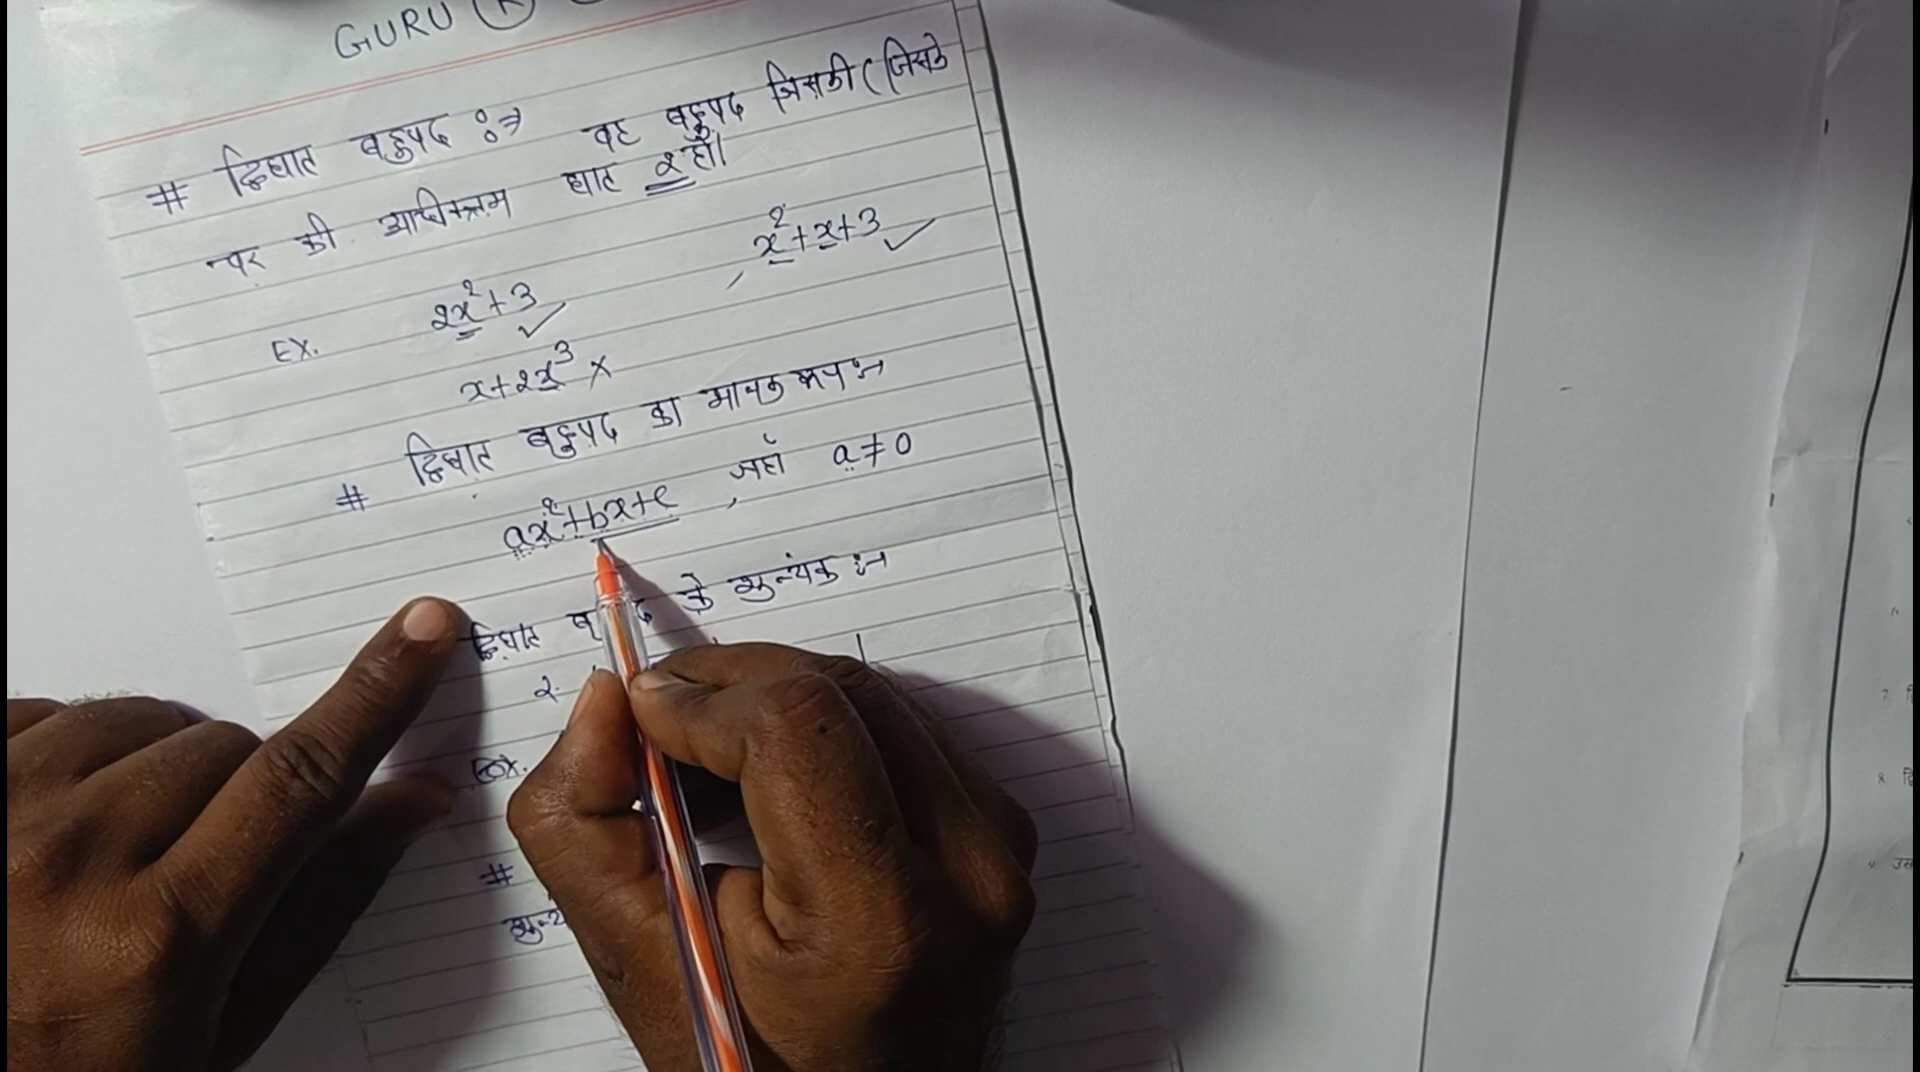 GURU (K)
# द्विघात बहुपद :→ वह बहुपद जिसकी (जिसके
चर की अधिकतम घात 2 हो।
EX. 2x²+3 ✓ , x²+x+3 ✓
x+2x³ ×
# द्विघात बहुपद का मानक रूप :→
ax²+bx+c , जहाँ a≠0
द्विघात के शुन्यंक :→
2.
Ex.
#